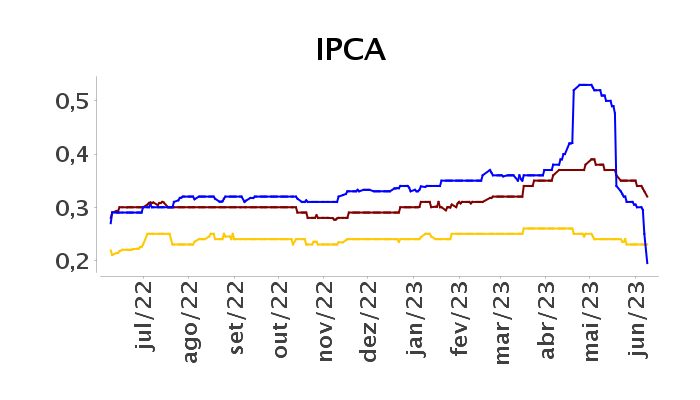 IPCA
0,5
0,4
0,3
0,2
jul/22
ago/22
set/22
out/22
nov/22
dez/22
jan/23
fev/23
mar/23
abr/23
mai/23
jun/23